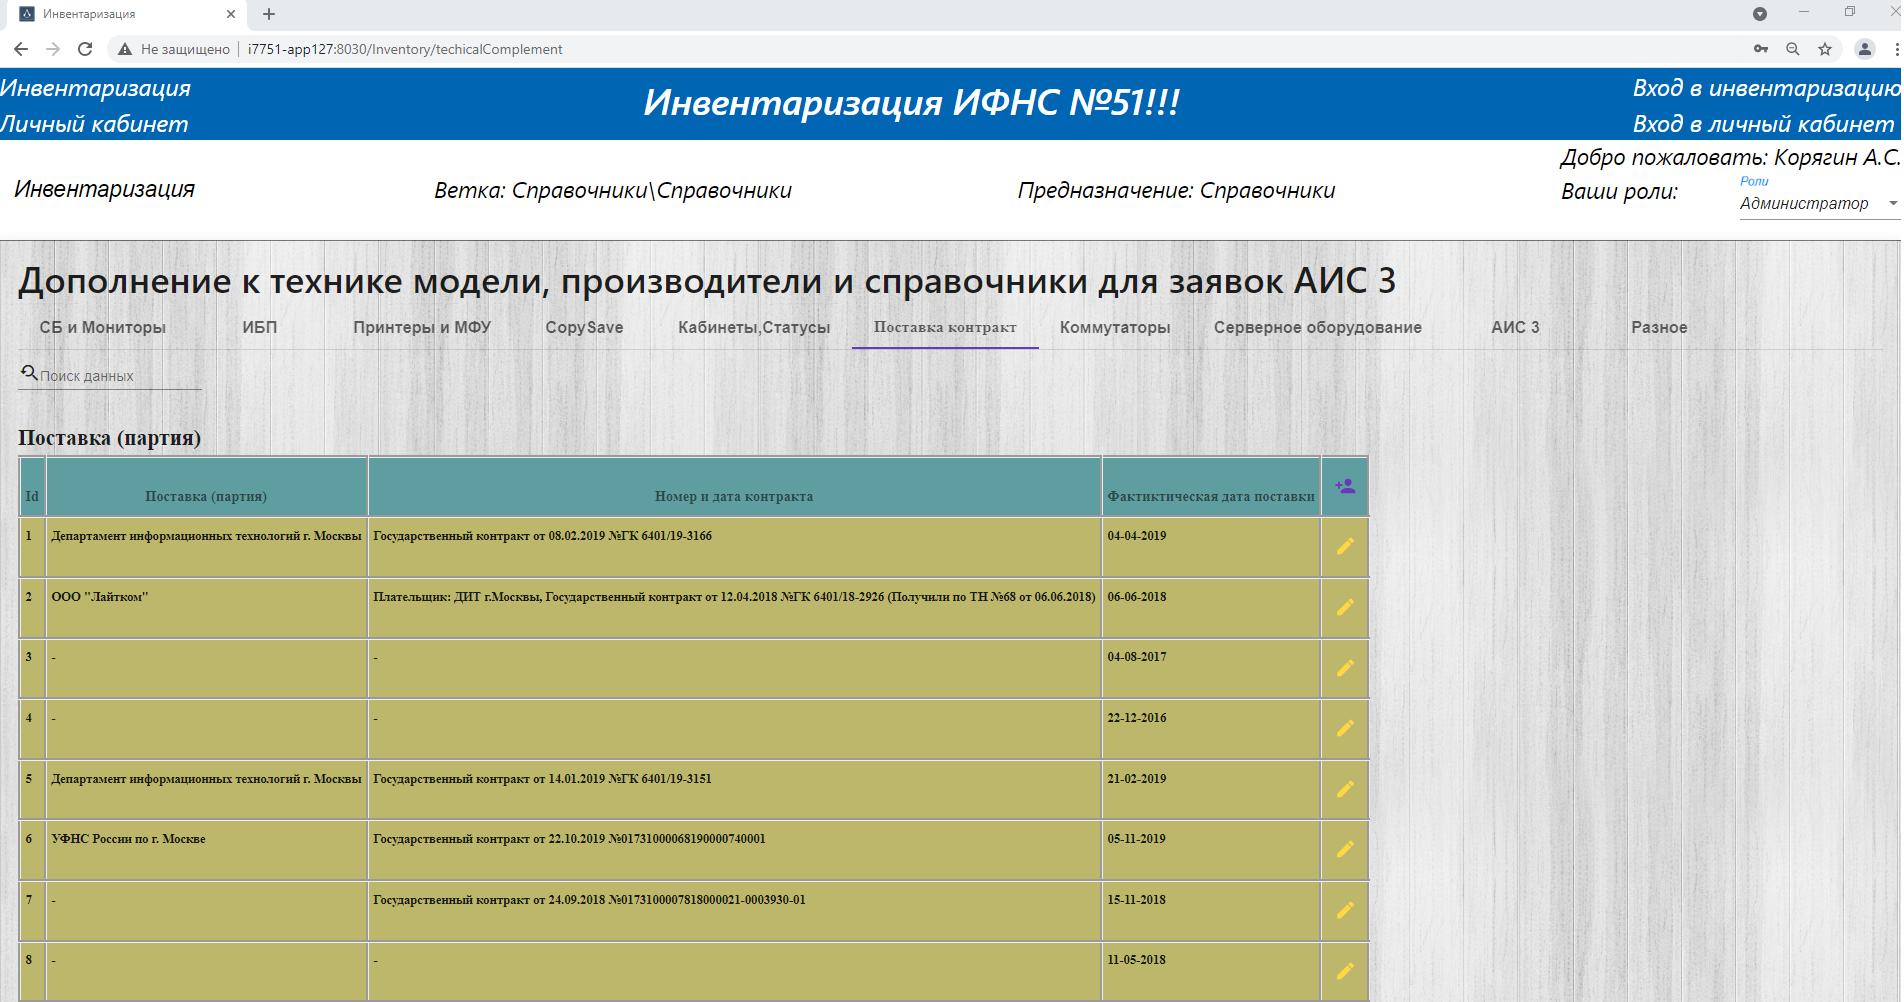 Инвентаризация
Не защищено
i7751-app127:8030/Inventory/techicalComplement
Инвентаризация
Личный кабинет
Инвентаризация ИФНС №51!!!
Вход в инвентаризацию
Вход в личный кабинет
Добро пожаловать: Корягин А.С.
Инвентаризация
Ветка: Справочники\Справочники
Предназначение: Справочники
Ваши роли:
Роли
Администратор
Дополнение к технике модели, производители и справочники для заявок АИС 3
СБ и Мониторы ИБП Принтеры и МФУ CopySave Кабинеты,Статусы Поставка контракт Коммутаторы Серверное оборудование АИС 3 Разное
Поиск данных
Поставка (партия)
Id Поставка (партия) Номер и дата контракта Фактиктическая дата поставки
1 Департамент информационных технологий г. Москвы Государственный контракт от 08.02.2019 №ГК 6401/19-3166 04-04-2019
2 ООО "Лайтком" Плательщик: ДИТ г.Москвы, Государственный контракт от 12.04.2018 №ГК 6401/18-2926 (Получили по ТН №68 от 06.06.2018) 06-06-2018
3 - - 04-08-2017
4 - - 22-12-2016
5 Департамент информационных технологий г. Москвы Государственный контракт от 14.01.2019 №ГК 6401/19-3151 21-02-2019
6 УФНС России по г. Москве Государственный контракт от 22.10.2019 №01731000068190000740001 05-11-2019
7 - Государственный контракт от 24.09.2018 №0173100007818000021-0003930-01 15-11-2018
8 - - 11-05-2018